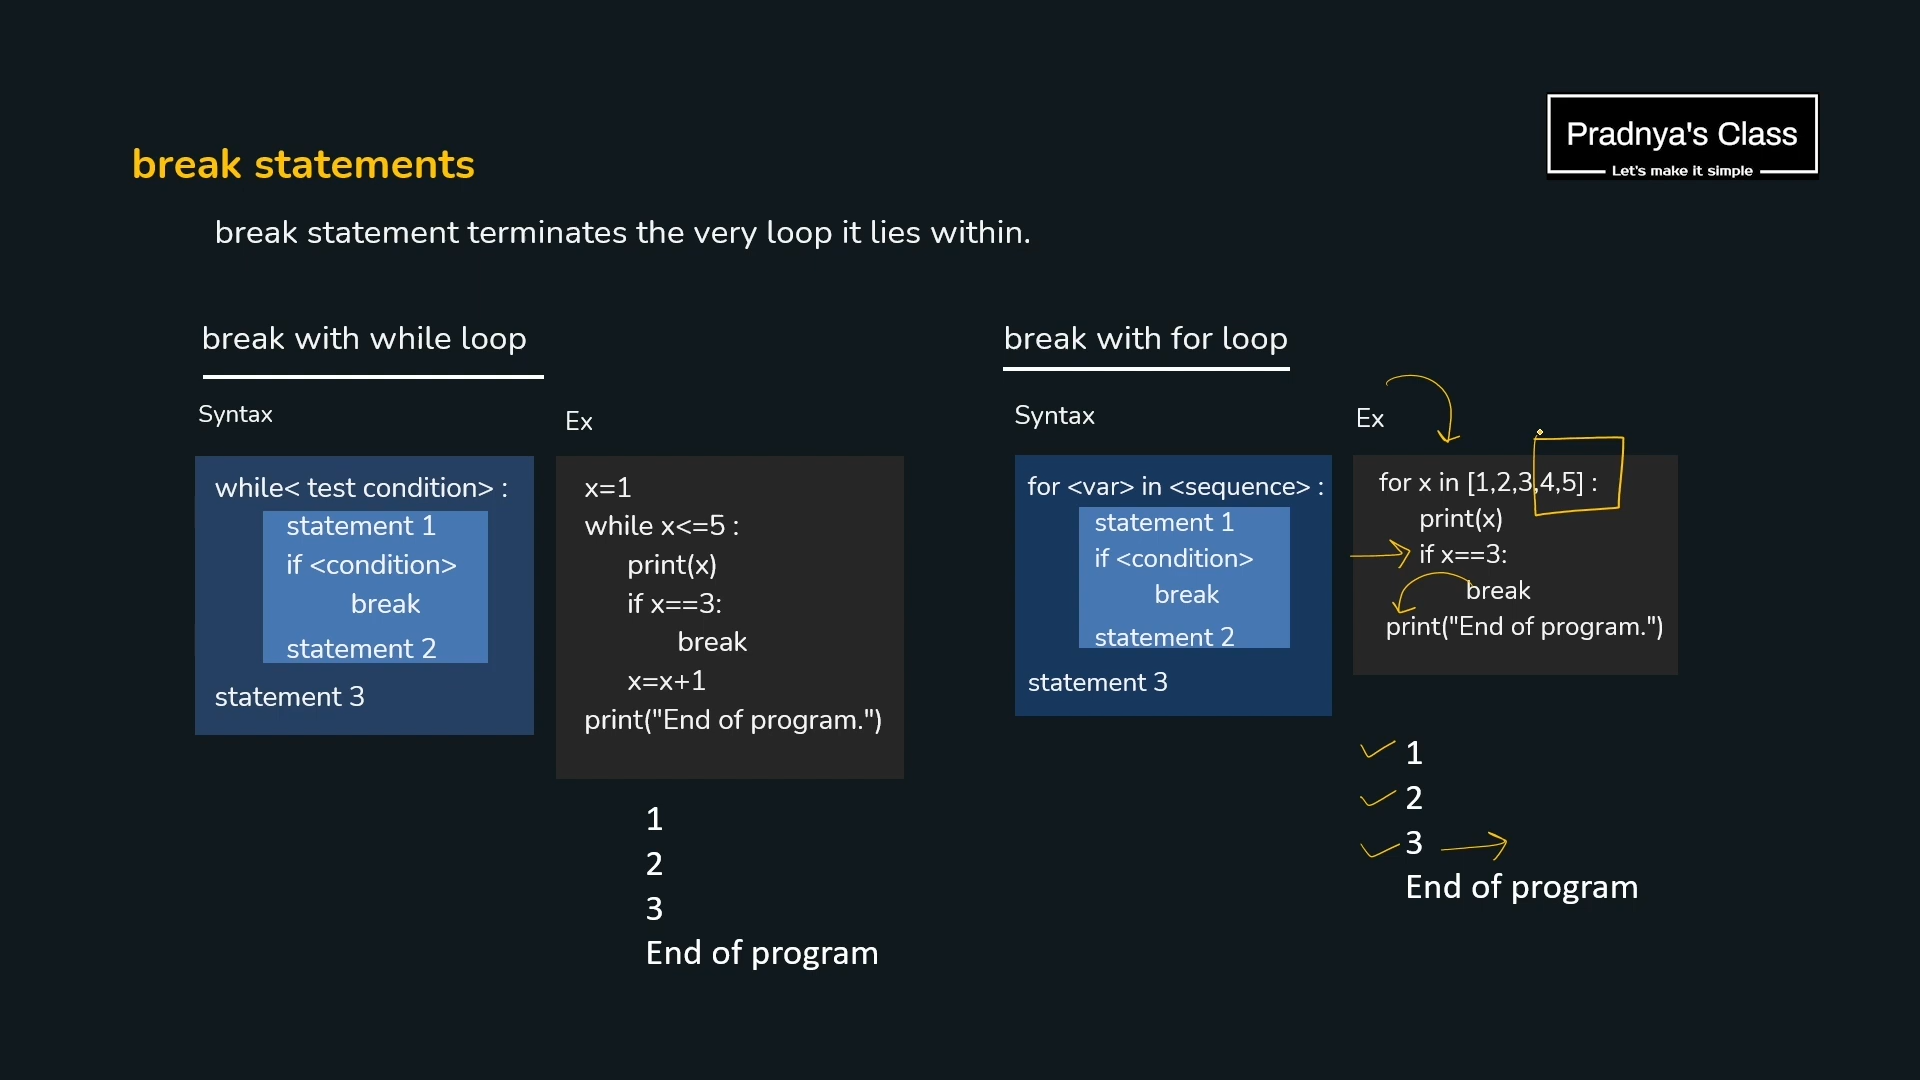 Pradnya's Class
Let's make it simple
break statements
break statement terminates the very loop it lies within.
break with while loop
Syntax
while< test condition> :
statement 1
if <condition>
break
statement 2
statement 3
Ex
x=1
while x<=5 :
print(x)
if x==3:
break
x=x+1
print("End of program.")
1
2
3
End of program
break with for loop
Syntax
for <var> in <sequence> :
statement 1
if <condition>
break
statement 2
statement 3
Ex
for x in [1,2,3,4,5] :
print(x)
if x==3:
break
print("End of program.")
1
2
3
End of program